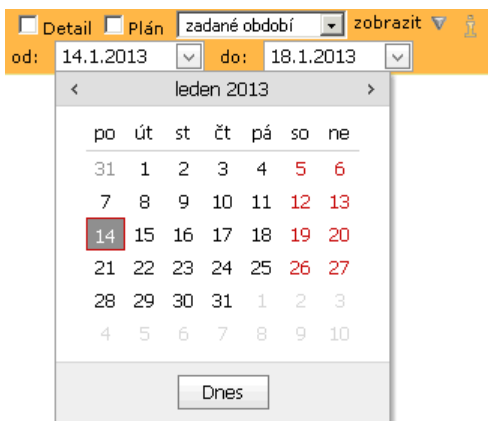 Detail Plán zadané období zobrazit
od: 14.1.2013 do: 18.1.2013
< leden 2013 >
po út st čt pá so ne
31 1 2 3 4 5 6
7 8 9 10 11 12 13
14 15 16 17 18 19 20
21 22 23 24 25 26 27
28 29 30 31 1 2 3
4 5 6 7 8 9 10
Dnes